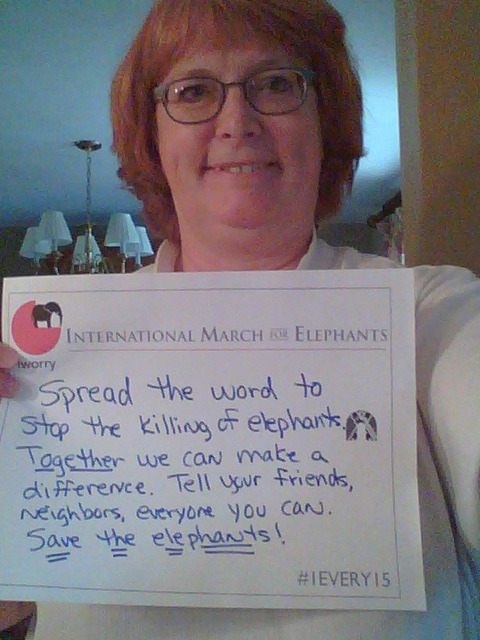 iworry
INTERNATIONAL MARCH FOR ELEPHANTS
Spread the word to
stop the killing of elephants
Together we can make a
difference. Tell your friends,
neighbors, everyone you can.
Save the elephants!
#1EVERY15